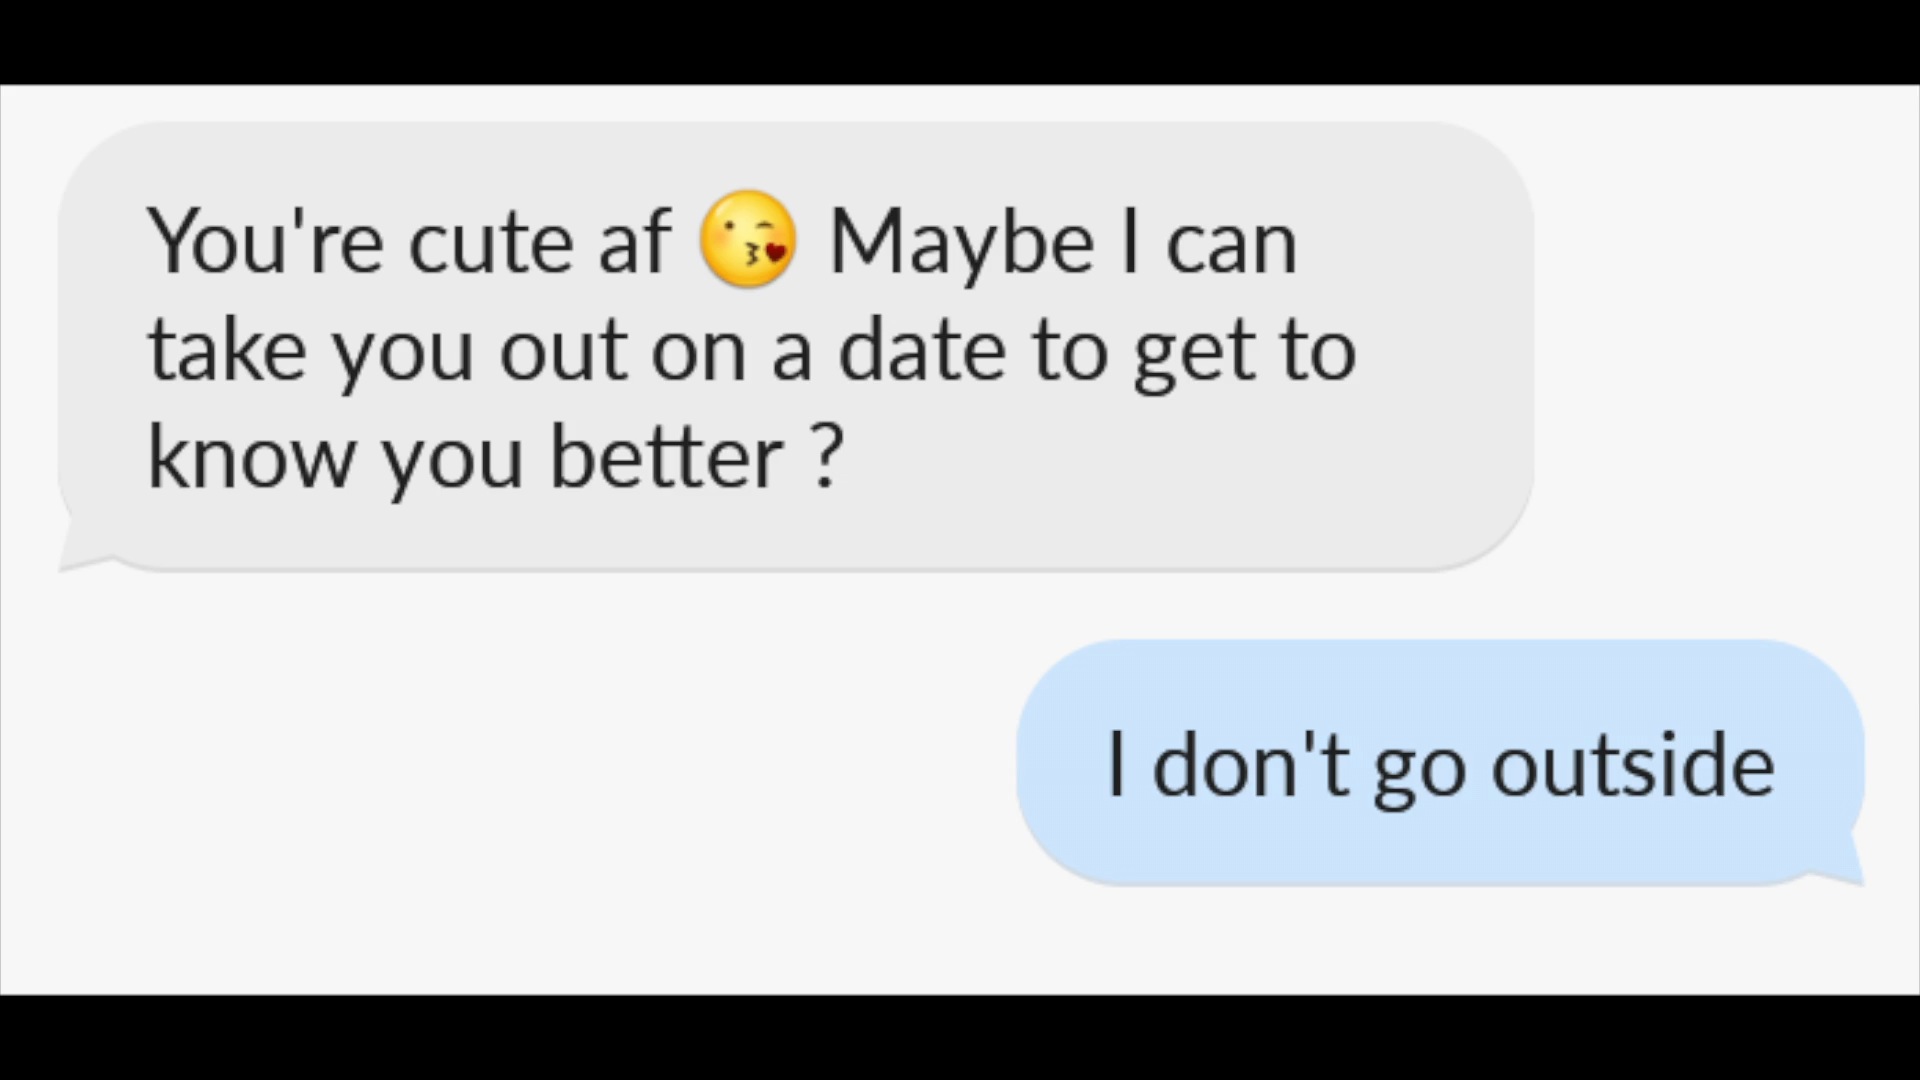 You're cute af 😘 Maybe I can
take you out on a date to get to
know you better ?
I don't go outside